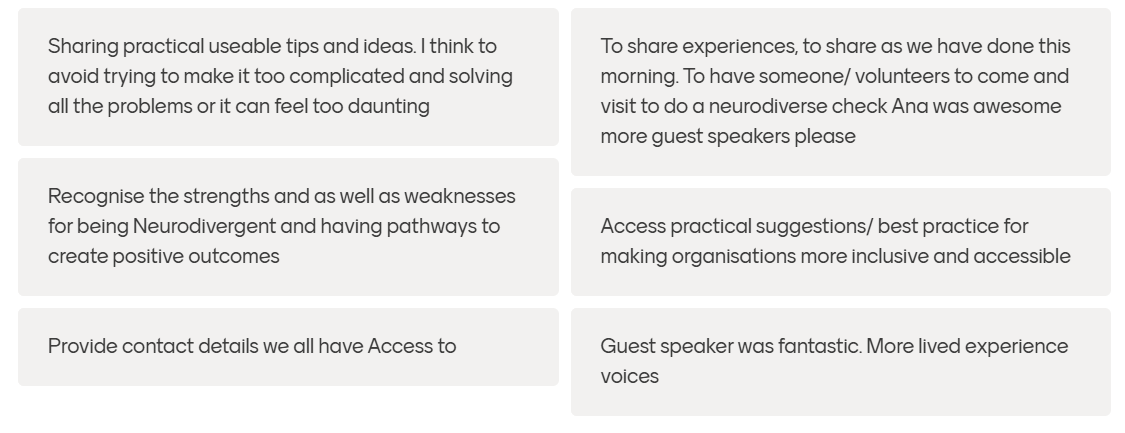 Sharing practical useable tips and ideas. I think to
avoid trying to make it too complicated and solving
all the problems or it can feel too daunting
Recognise the strengths and as well as weaknesses
for being Neurodivergent and having pathways to
create positive outcomes
Provide contact details we all have Access to
To share experiences, to share as we have done this
morning. To have someone/ volunteers to come and
visit to do a neurodiverse check Ana was awesome
more guest speakers please
Access practical suggestions/ best practice for
making organisations more inclusive and accessible
Guest speaker was fantastic. More lived experience
voices